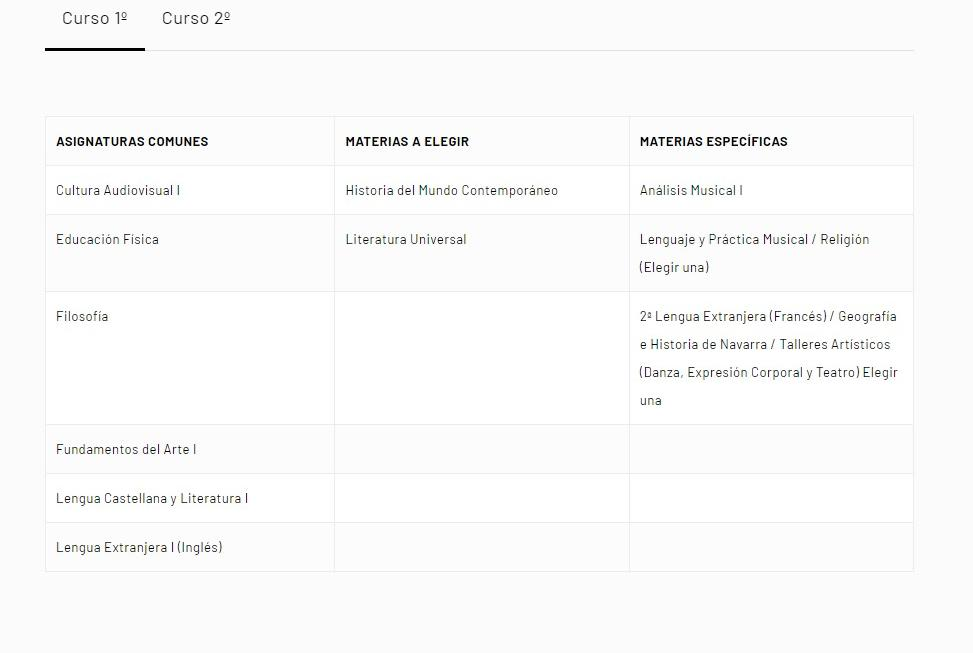 Curso 1º Curso 2º
ASIGNATURAS COMUNES MATERIAS A ELEGIR MATERIAS ESPECÍFICAS
Cultura Audiovisual I Historia del Mundo Contemporáneo Análisis Musical I
Educación Física Literatura Universal Lenguaje y Práctica Musical / Religión
(Elegir una)
Filosofía 2ª Lengua Extranjera (Francés) / Geografía
e Historia de Navarra / Talleres Artísticos
(Danza, Expresión Corporal y Teatro) Elegir
una
Fundamentos del Arte I
Lengua Castellana y Literatura I
Lengua Extranjera I (Inglés)